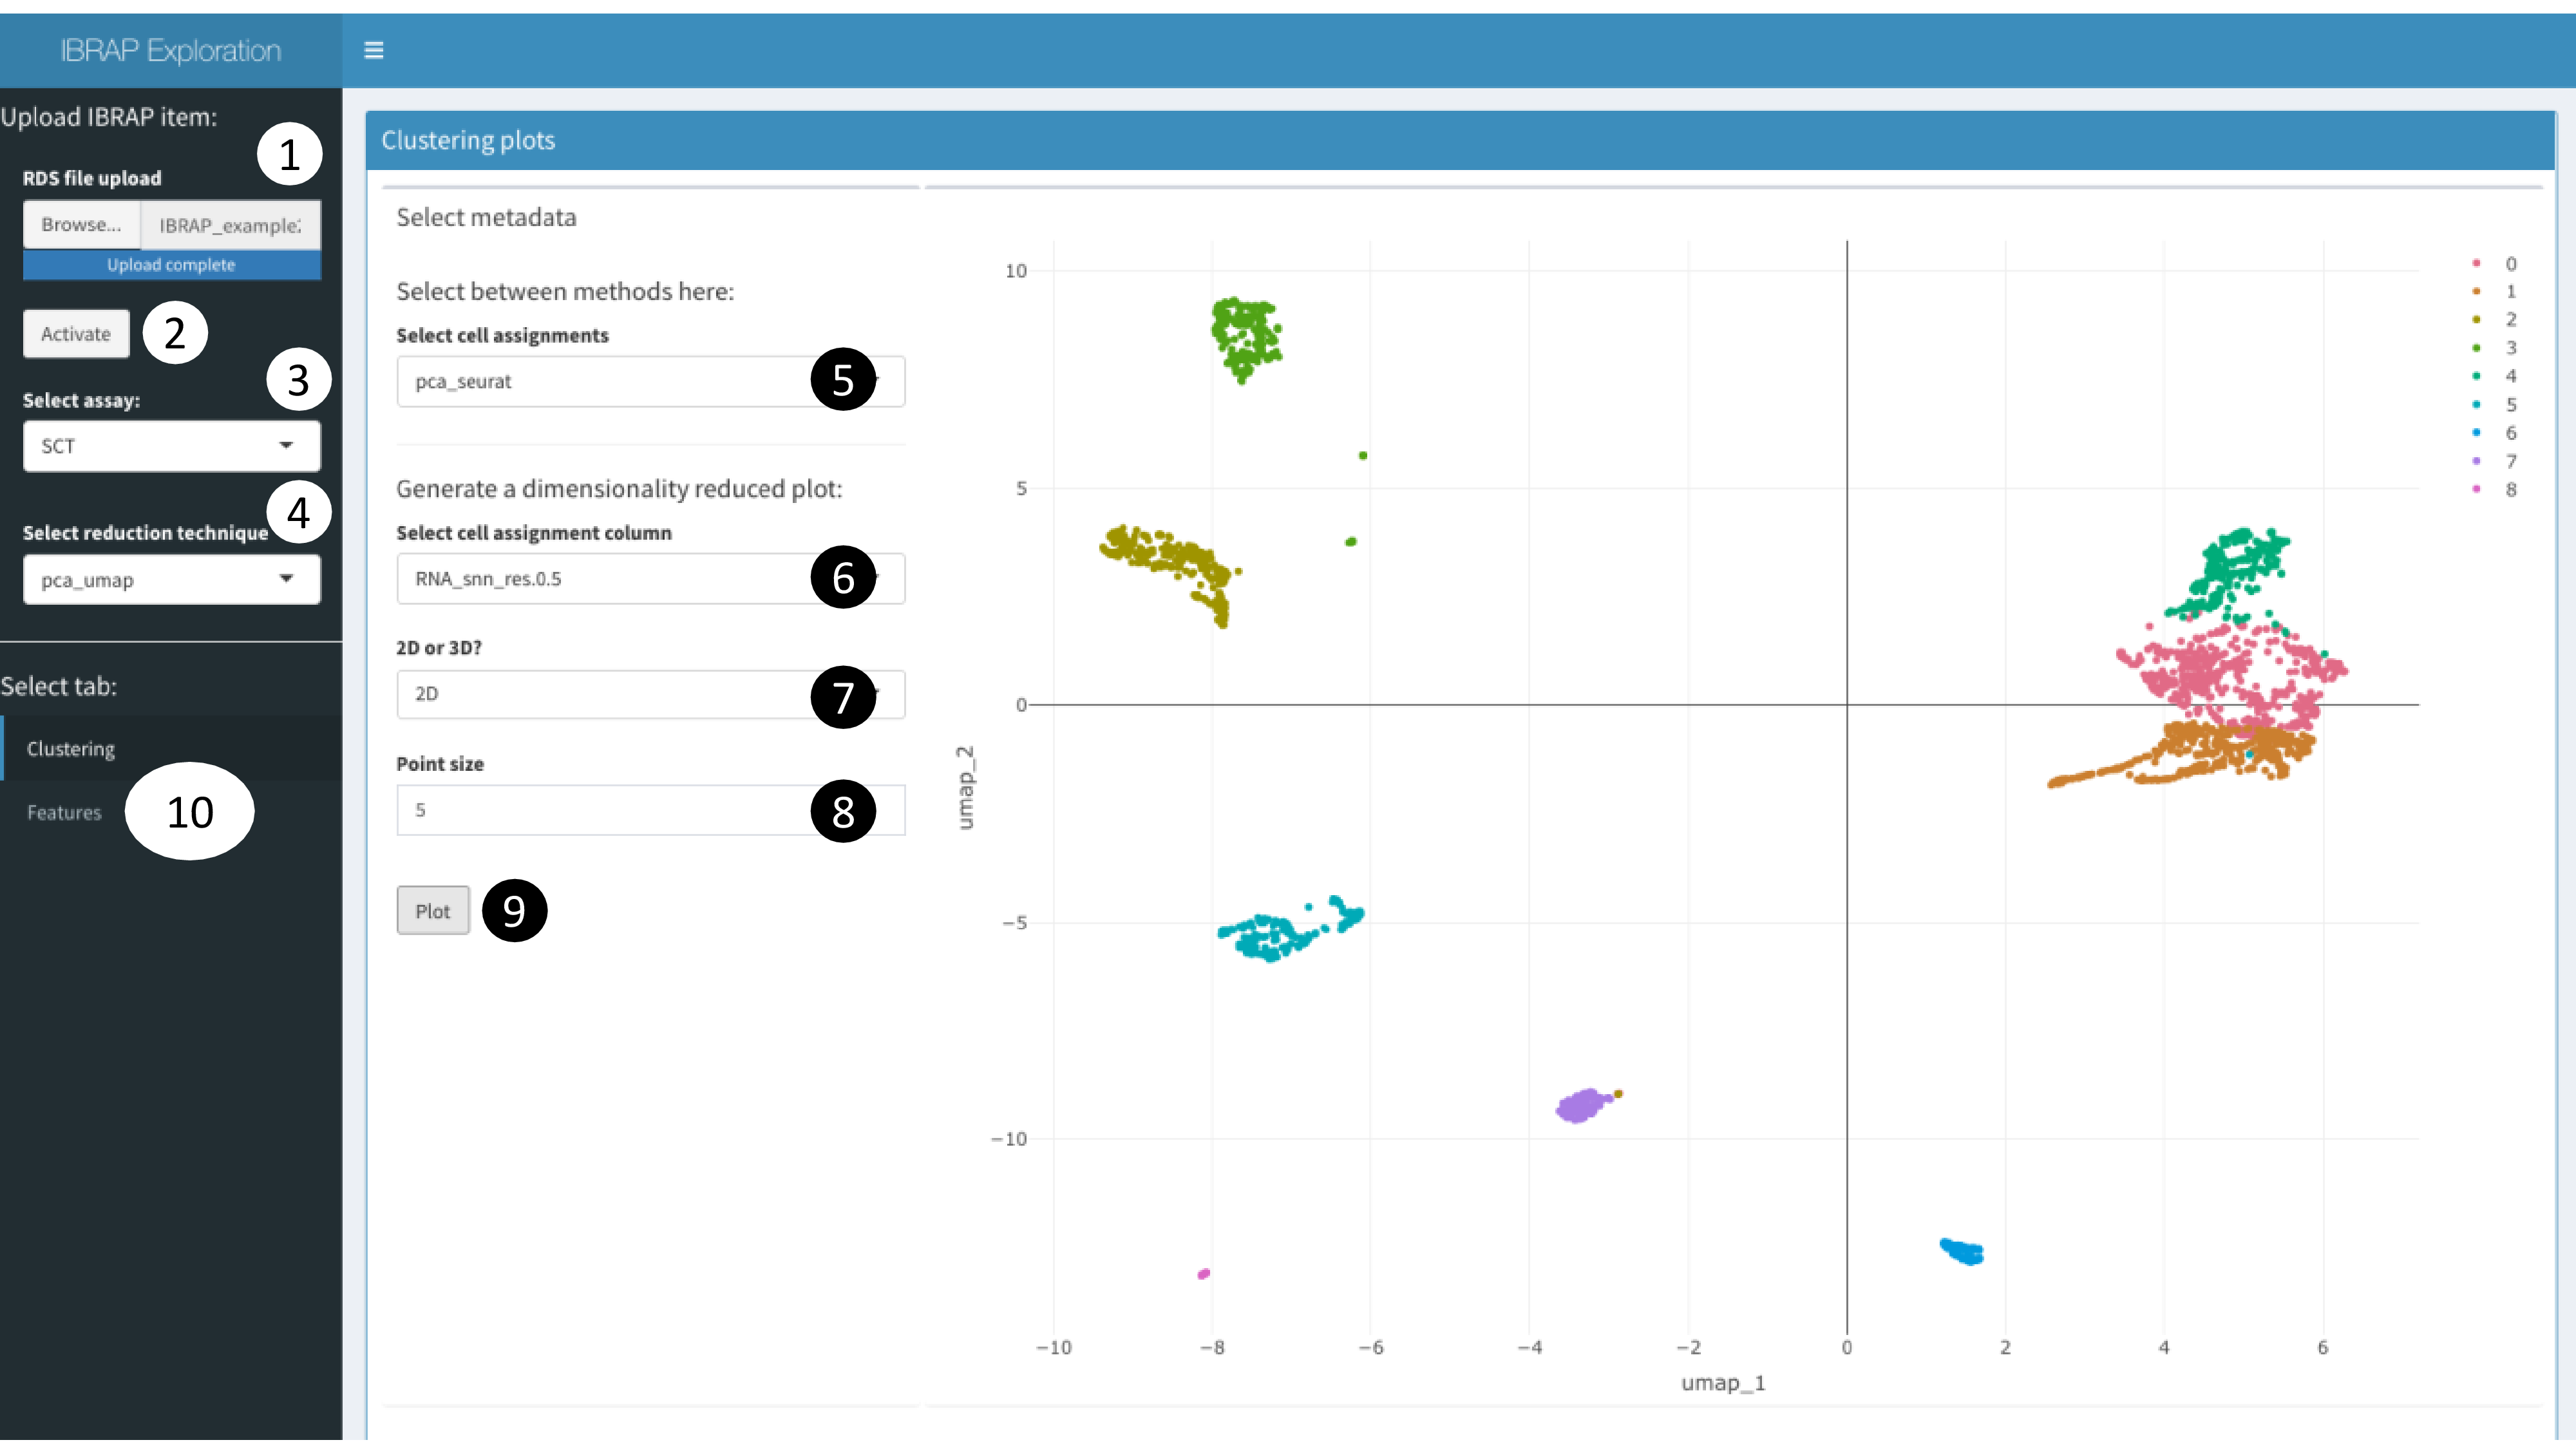 IBRAP Exploration
Upload IBRAP item:
1
RDS file upload
Browse... IBRAP_example
Upload complete
Activate
2
3
Select assay:
SCT
4
Select reduction technique
pca_umap
Select tab:
Clustering
Features
10
Clustering plots
Select metadata
Select between methods here:
Select cell assignments
pca_seurat
5
Generate a dimensionality reduced plot:
Select cell assignment column
RNA_snn_res.0.5
6
2D or 3D?
2D
7
Point size
5
8
Plot
9
10
5
0
−5
−10
umap_2
−10
−8
−6
−4
−2
0
2
4
6
umap_1
0
1
2
3
4
5
6
7
8